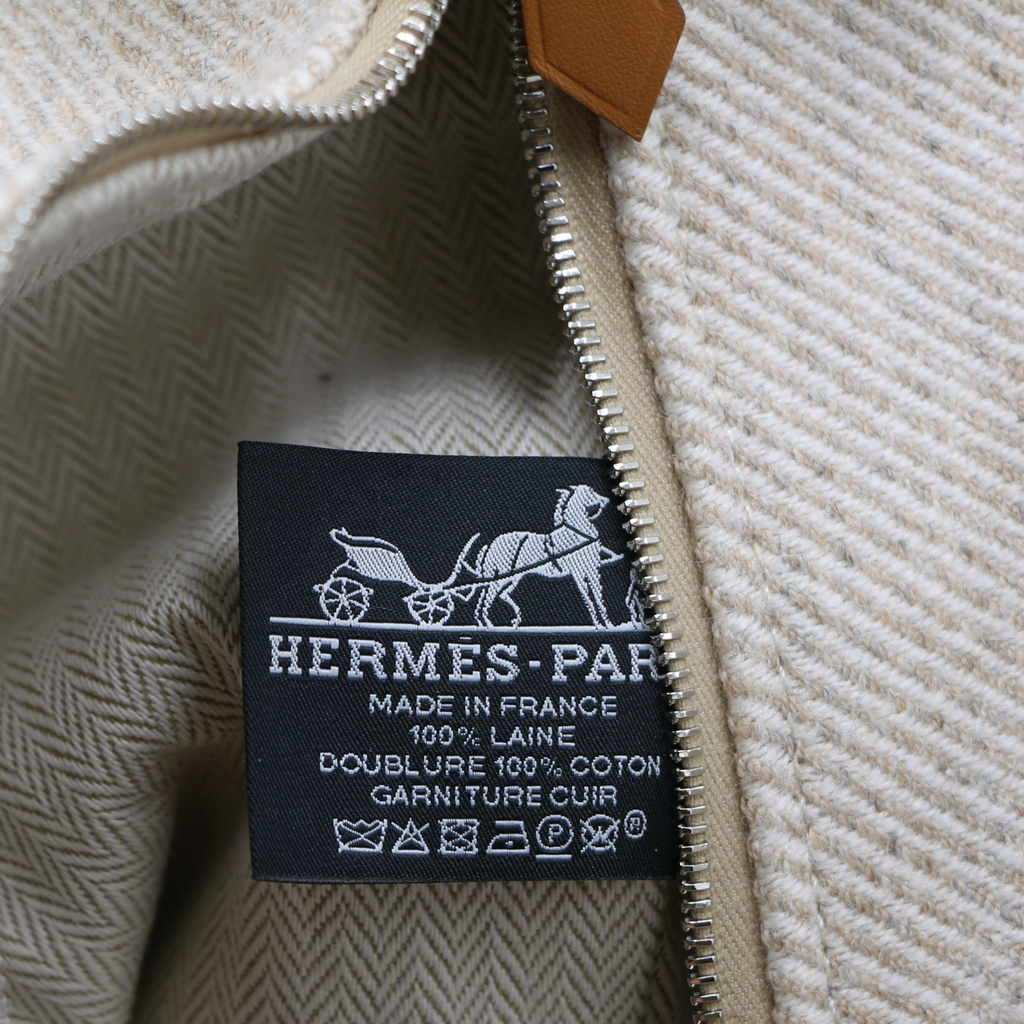 HERMÈS-PAR
MADE IN FRANCE
100% LAINE
DOUBLURE 100% COTON
GARNITURE CUIR
P W ®